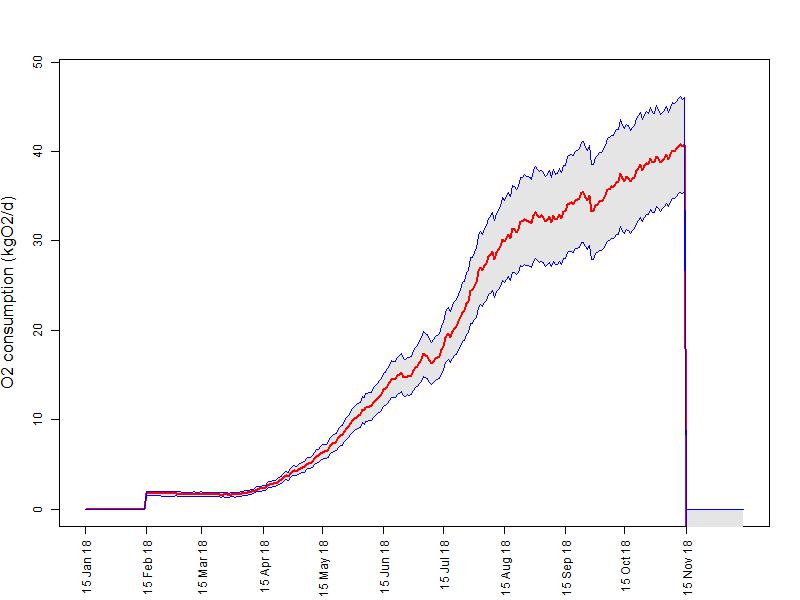 50
40
30
20
10
0
O2 consumption (kgO2/d)
15 Jan 18
15 Feb 18
15 Mar 18
15 Apr 18
15 May 18
15 Jun 18
15 Jul 18
15 Aug 18
15 Sep 18
15 Oct 18
15 Nov 18